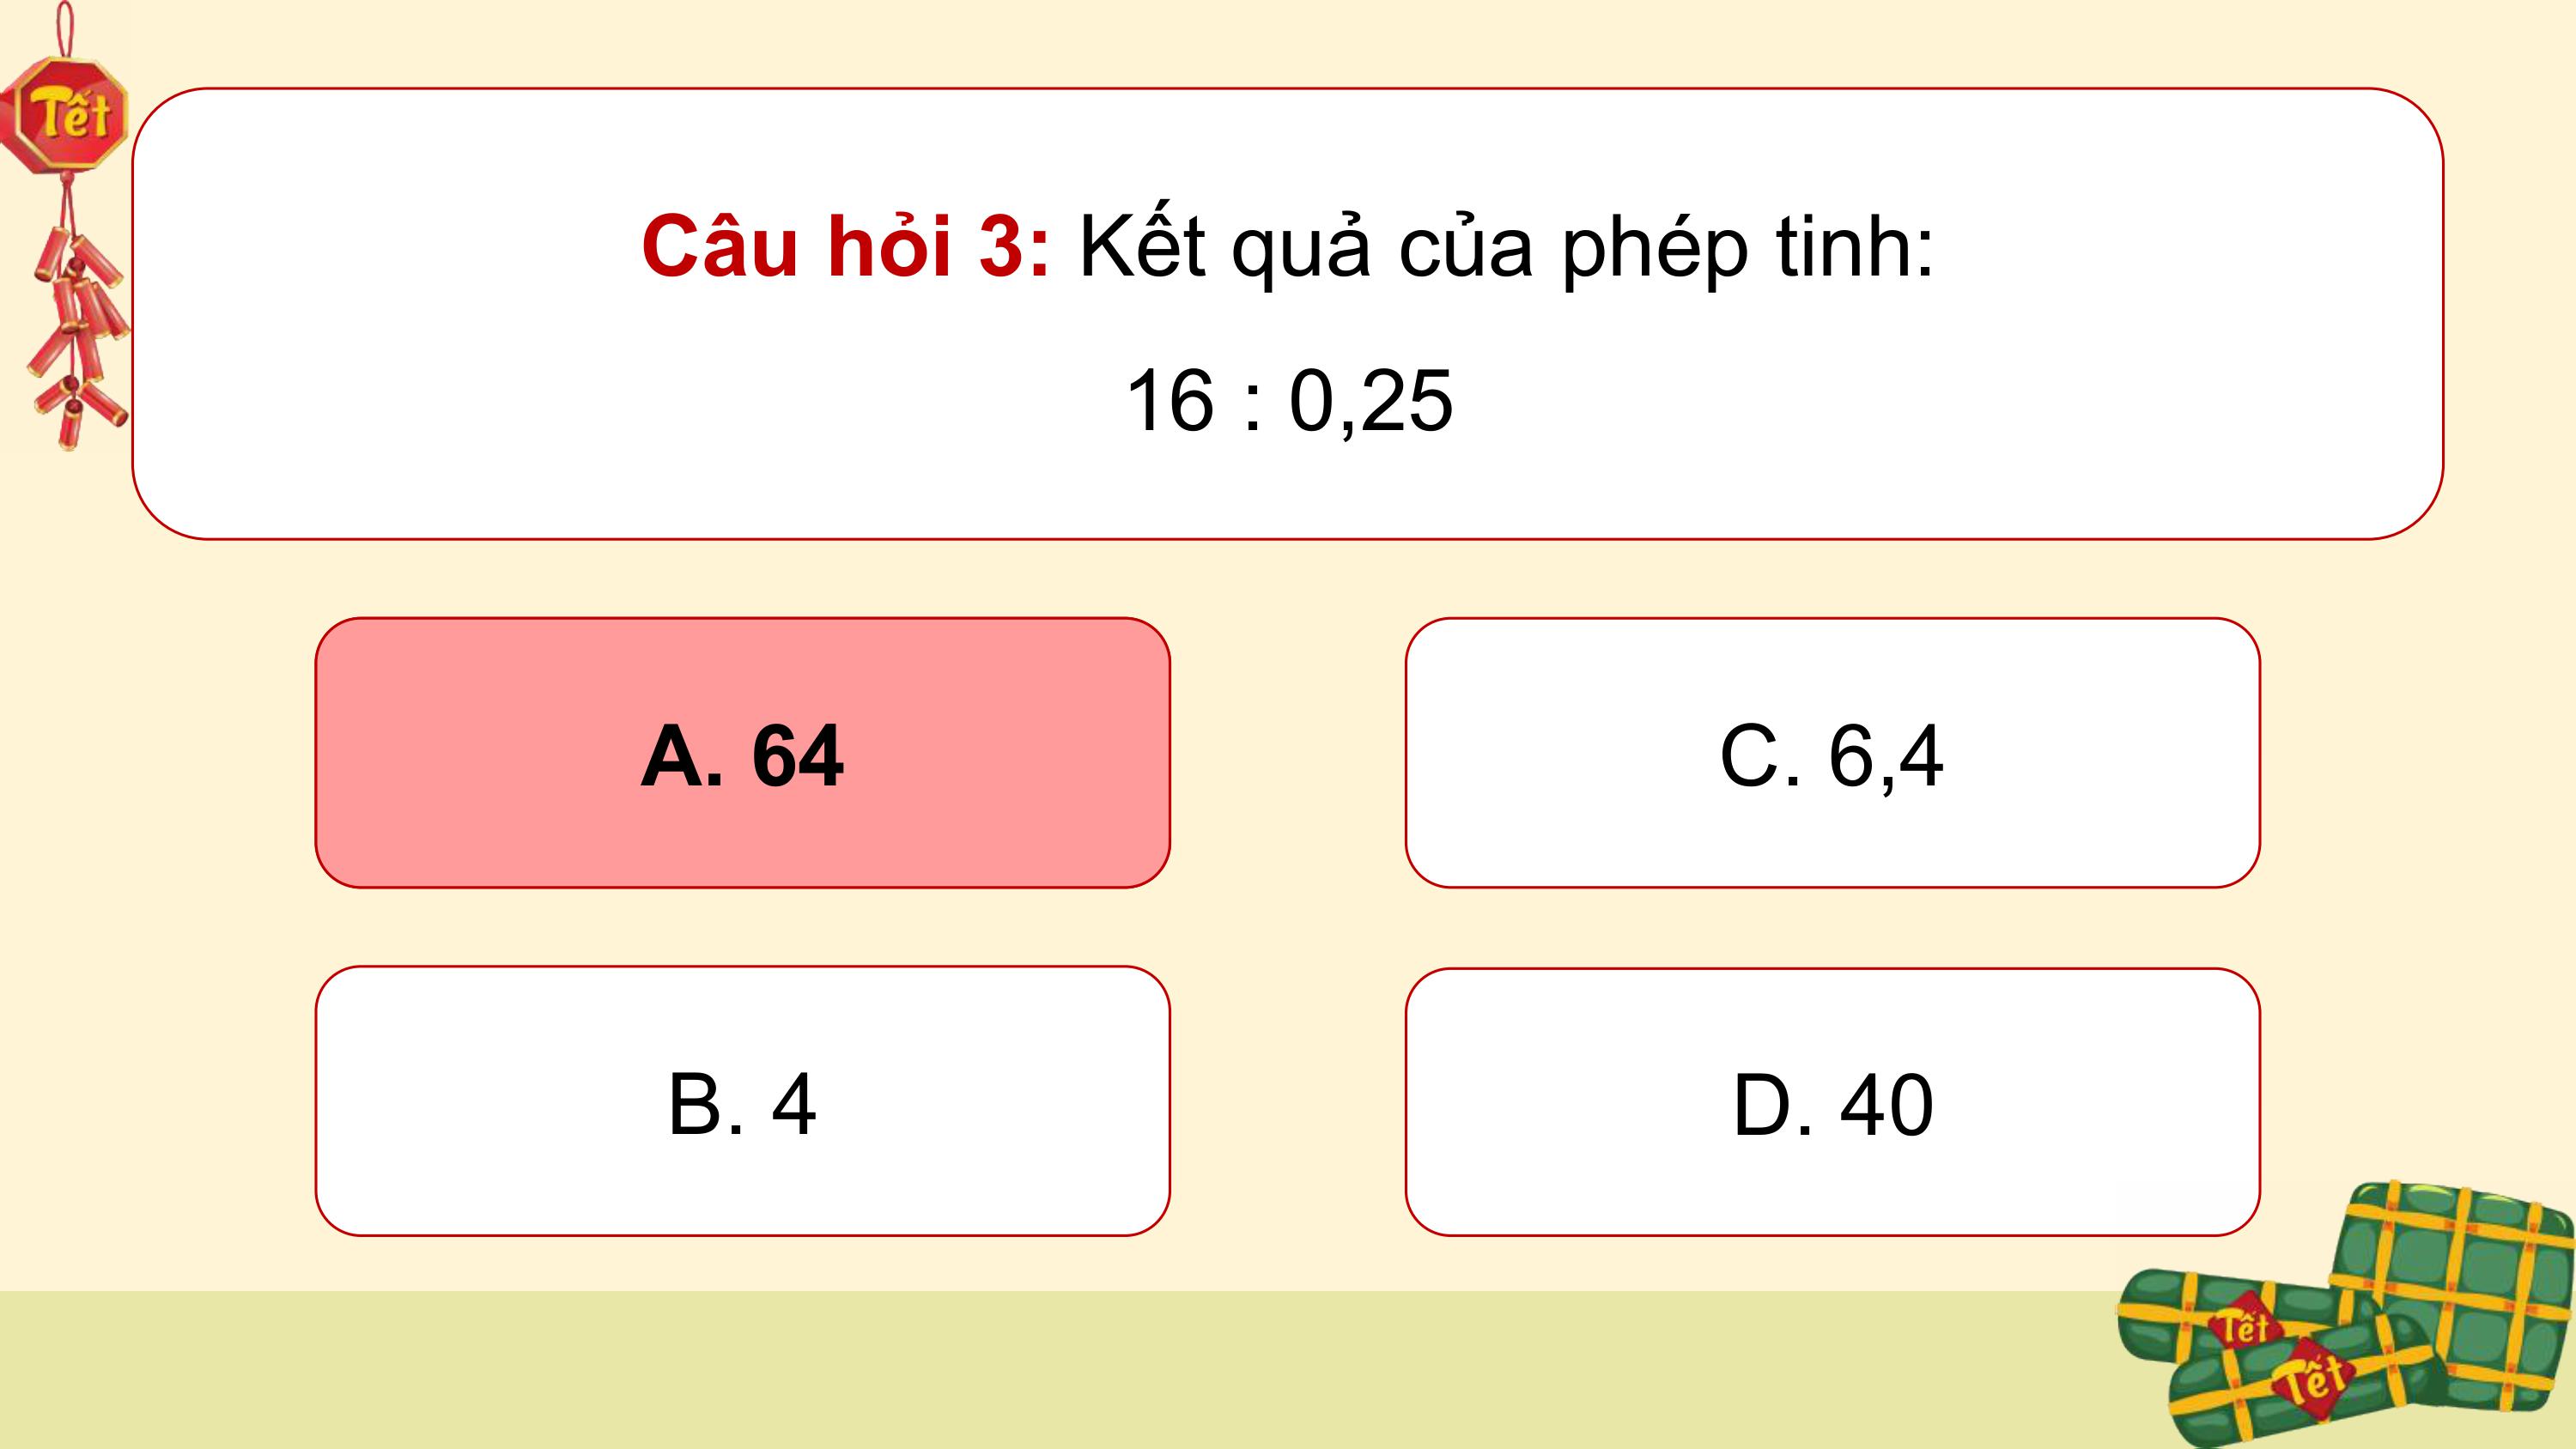 Tết
Câu hỏi 3: Kết quả của phép tinh:
16 : 0,25
A. 64
C. 6,4
B. 4
D. 40
Tết
Tết